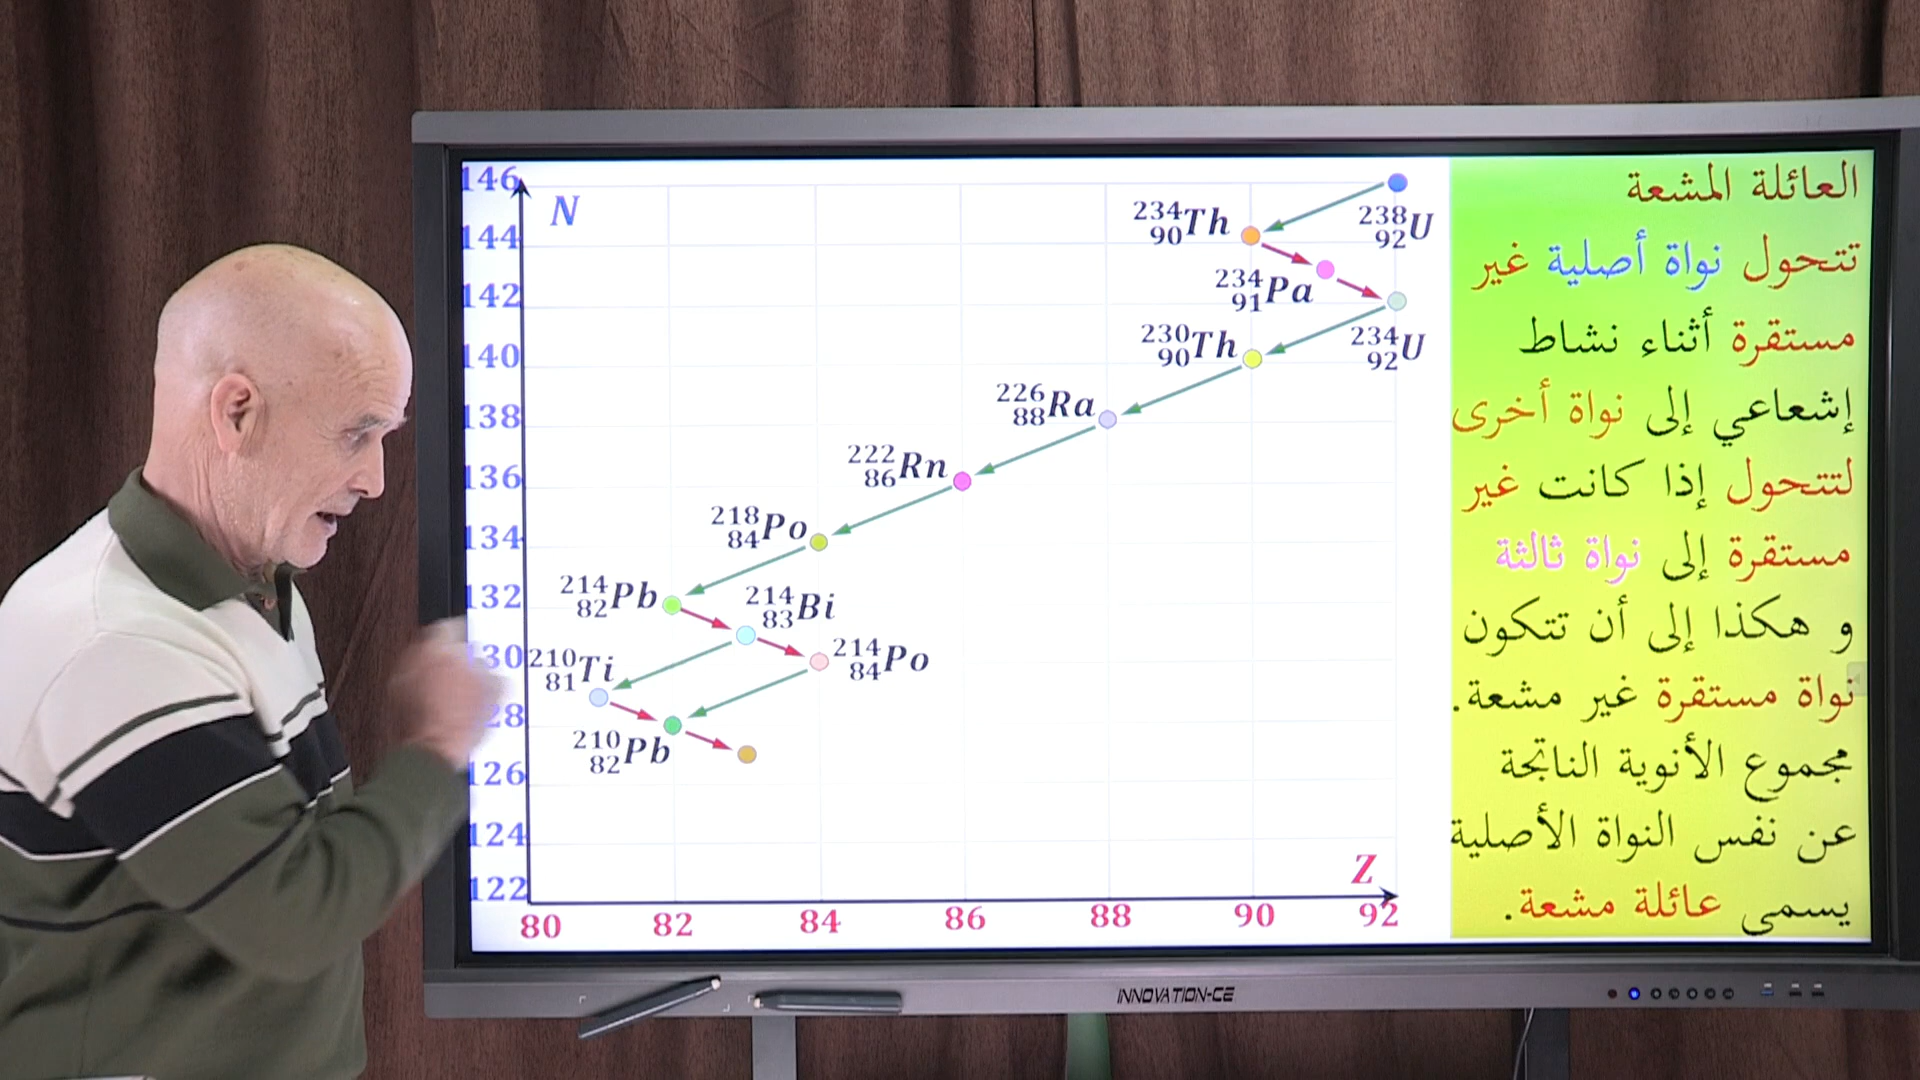 العائلة المشعة
تتحول نواة أصلية غير
مستقرة أثناء نشاط
إشعاعي إلى نواة أخرى
لتتحول إذا كانت غير
مستقرة إلى نواة ثالثة
و هكذا إلى أن تتكون
نواة مستقرة غير مشعة.
مجموع الأنوية الناتجة
عن نفس النواة الأصلية
يسمى عائلة مشعة.
N
146
144
142
140
138
136
134
132
130
128
126
124
122
238 92 U
234 90 Th
234 91 Pa
234 92 U
230 90 Th
226 88 Ra
222 86 Rn
218 84 Po
214 82 Pb
214 83 Bi
214 84 Po
210 81 Ti
210 82 Pb
Z
80 82 84 86 88 90 92
INNOVATION-CE